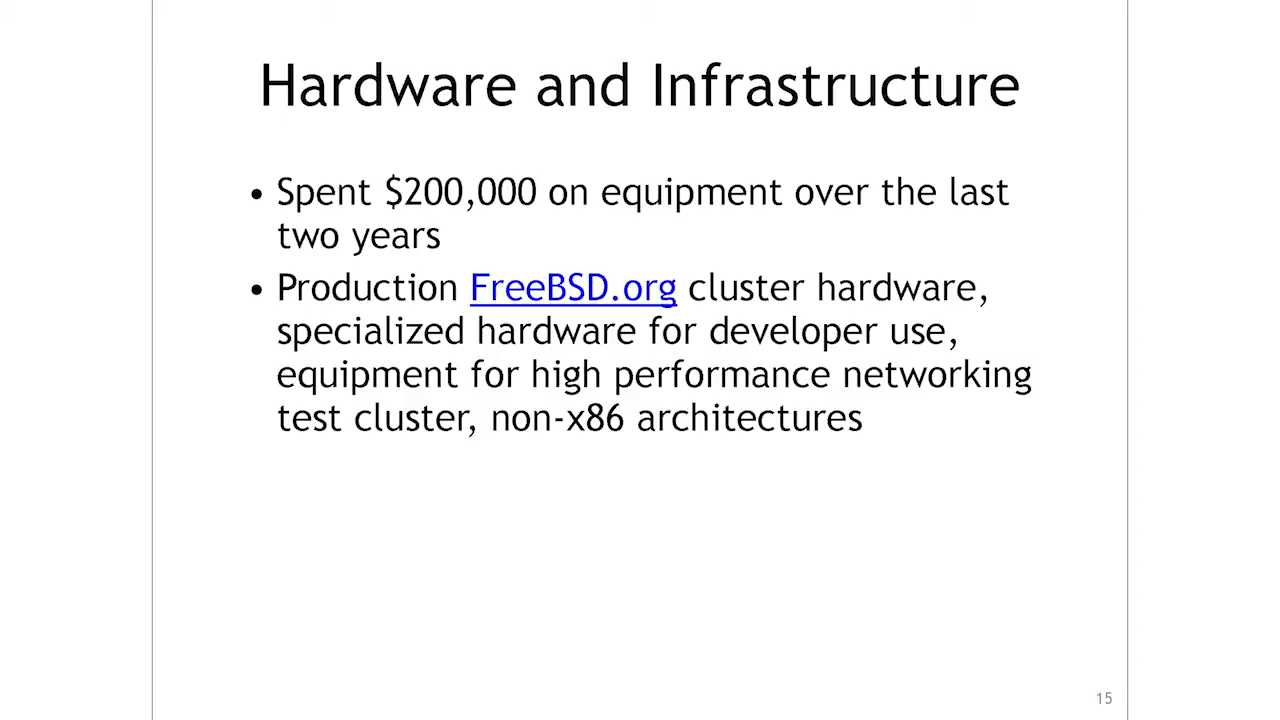 Hardware and Infrastructure
• Spent $200,000 on equipment over the last
two years
• Production FreeBSD.org cluster hardware,
specialized hardware for developer use,
equipment for high performance networking
test cluster, non-x86 architectures
15